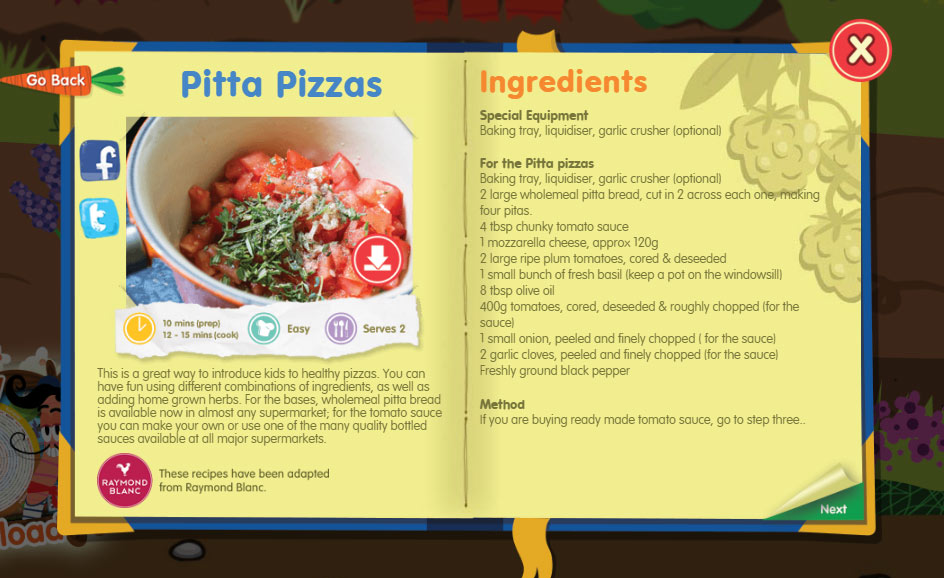 Go Back
Pitta Pizzas
f
t
10 mins (prep)
12 - 15 mins (cook)
Easy
Serves 2
This is a great way to introduce kids to healthy pizzas. You can
have fun using different combinations of ingredients, as well as
adding home grown herbs. For the bases, wholemeal pitta bread
is available now in almost any supermarket; for the tomato sauce
you can make your own or use one of the many quality bottled
sauces available at all major supermarkets.
RAYMOND
BLANC
These recipes have been adapted
from Raymond Blanc.
Ingredients
X
Special Equipment
Baking tray, liquidiser, garlic crusher (optional)
For the Pitta pizzas
Baking tray, liquidiser, garlic crusher (optional)
2 large wholemeal pitta bread, cut in 2 across each one, making
four pitas.
4 tbsp chunky tomato sauce
1 mozzarella cheese, approx 120g
2 large ripe plum tomatoes, cored & deseeded
1 small bunch of fresh basil (keep a pot on the windowsill)
8 tbsp olive oil
400g tomatoes, cored, deseeded & roughly chopped (for the
sauce)
1 small onion, peeled and finely chopped ( for the sauce)
2 garlic cloves, peeled and finely chopped (for the sauce)
Freshly ground black pepper
Method
If you are buying ready made tomato sauce, go to step three..
Next
load